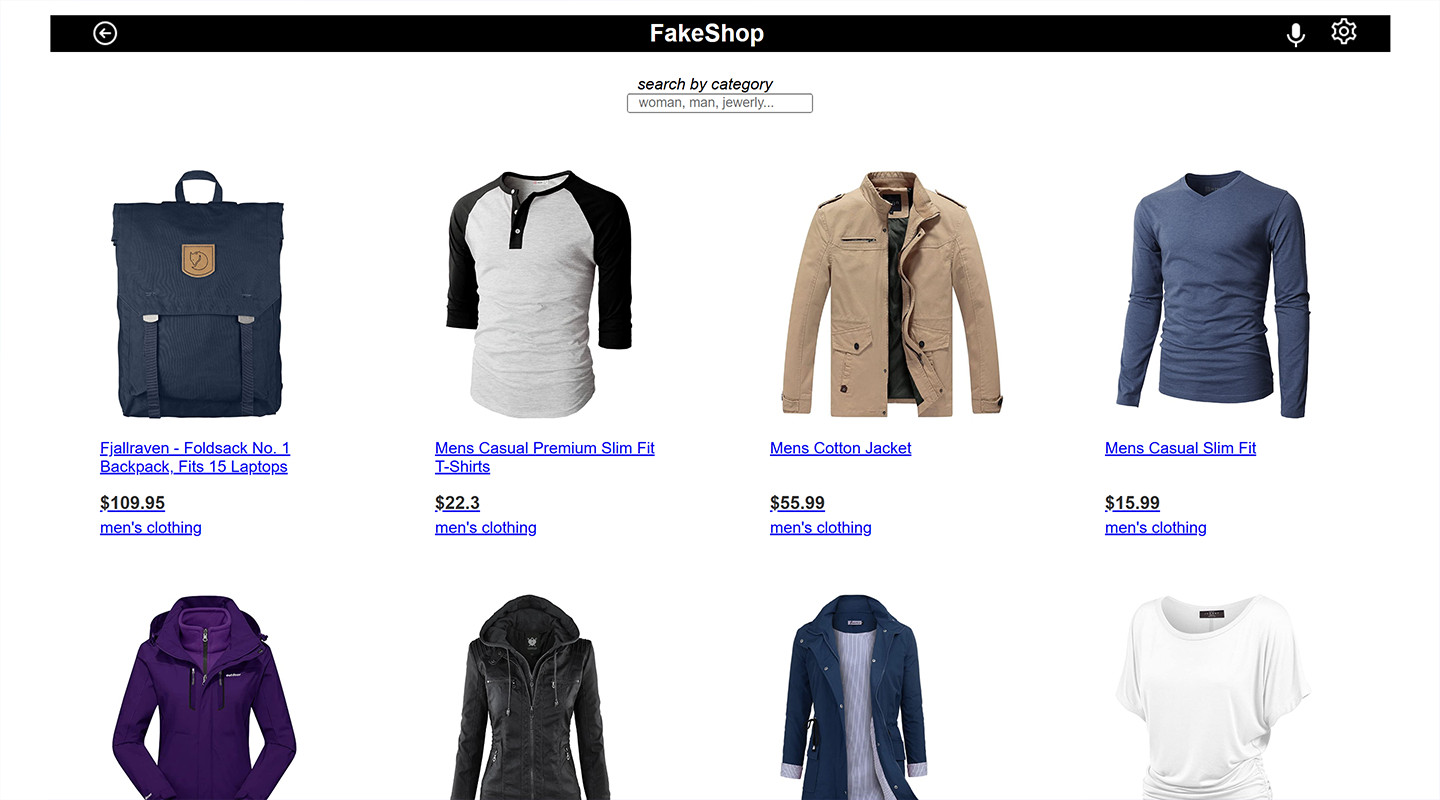 FakeShop
search by category
woman, man, jewerly...
Fjallraven - Foldsack No. 1
Backpack, Fits 15 Laptops
$109.95
men's clothing
Mens Casual Premium Slim Fit
T-Shirts
$22.3
men's clothing
Mens Cotton Jacket
$55.99
men's clothing
Mens Casual Slim Fit
$15.99
men's clothing